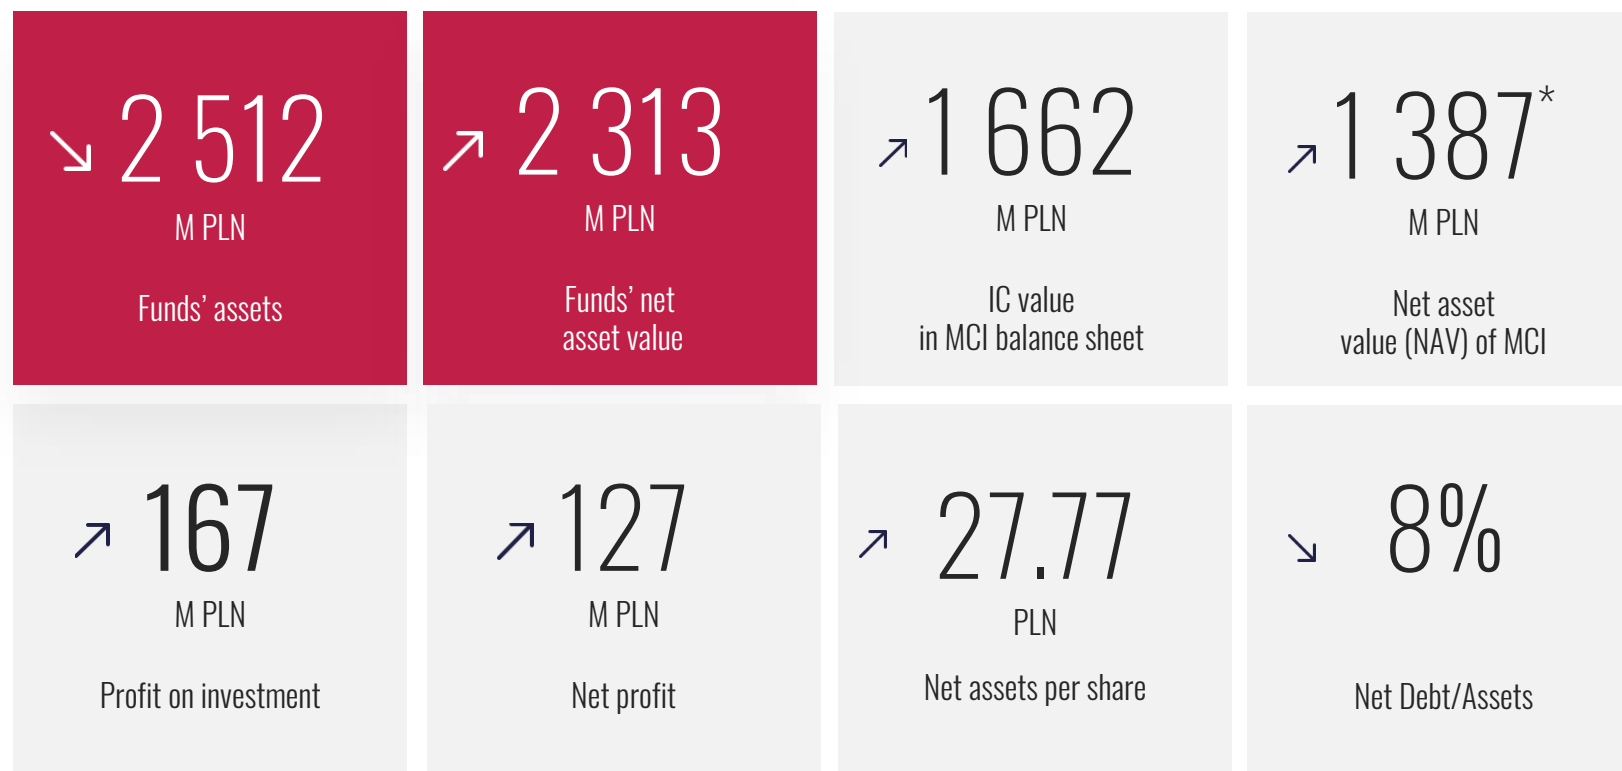 2 512
M PLN
Funds’ assets
2 313
M PLN
Funds’ net
asset value
1 662
M PLN
IC value
in MCI balance sheet
1 387*
M PLN
Net asset
value (NAV) of MCI
167
M PLN
Profit on investment
127
M PLN
Net profit
27.77
PLN
Net assets per share
8%
Net Debt/Assets